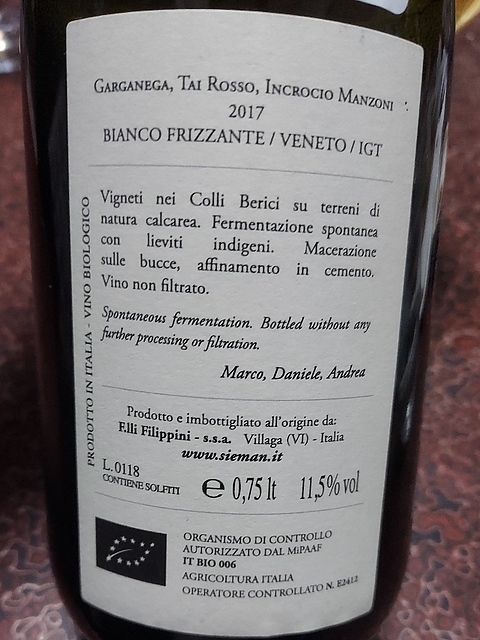 GARGANEGA, TAI ROSSO, INCROCIO MANZONI
2017
BIANCO FRIZZANTE / VENETO / IGT
Vigneti nei Colli Berici su terreni di
natura calcarea. Fermentazione spontanea
con lieviti indigeni. Macerazione
sulle bucce, affinamento in cemento.
Vino non filtrato.
Spontaneous fermentation. Bottled without any
further processing or filtration.
Marco, Daniele, Andrea
PRODOTTO IN ITALIA - VINO BIOLOGICO
Prodotto e imbottigliato all'origine da:
F.lli Filippini - s.s.a. Villaga (VI) - Italia
www.sieman.it
L.0118
CONTIENE SOLFITI
e 0,75 lt 11,5% vol
ORGANISMO DI CONTROLLO
AUTORIZZATO DAL MiPAAF
IT BIO 006
AGRICOLTURA ITALIA
OPERATORE CONTROLLATO N. E2412